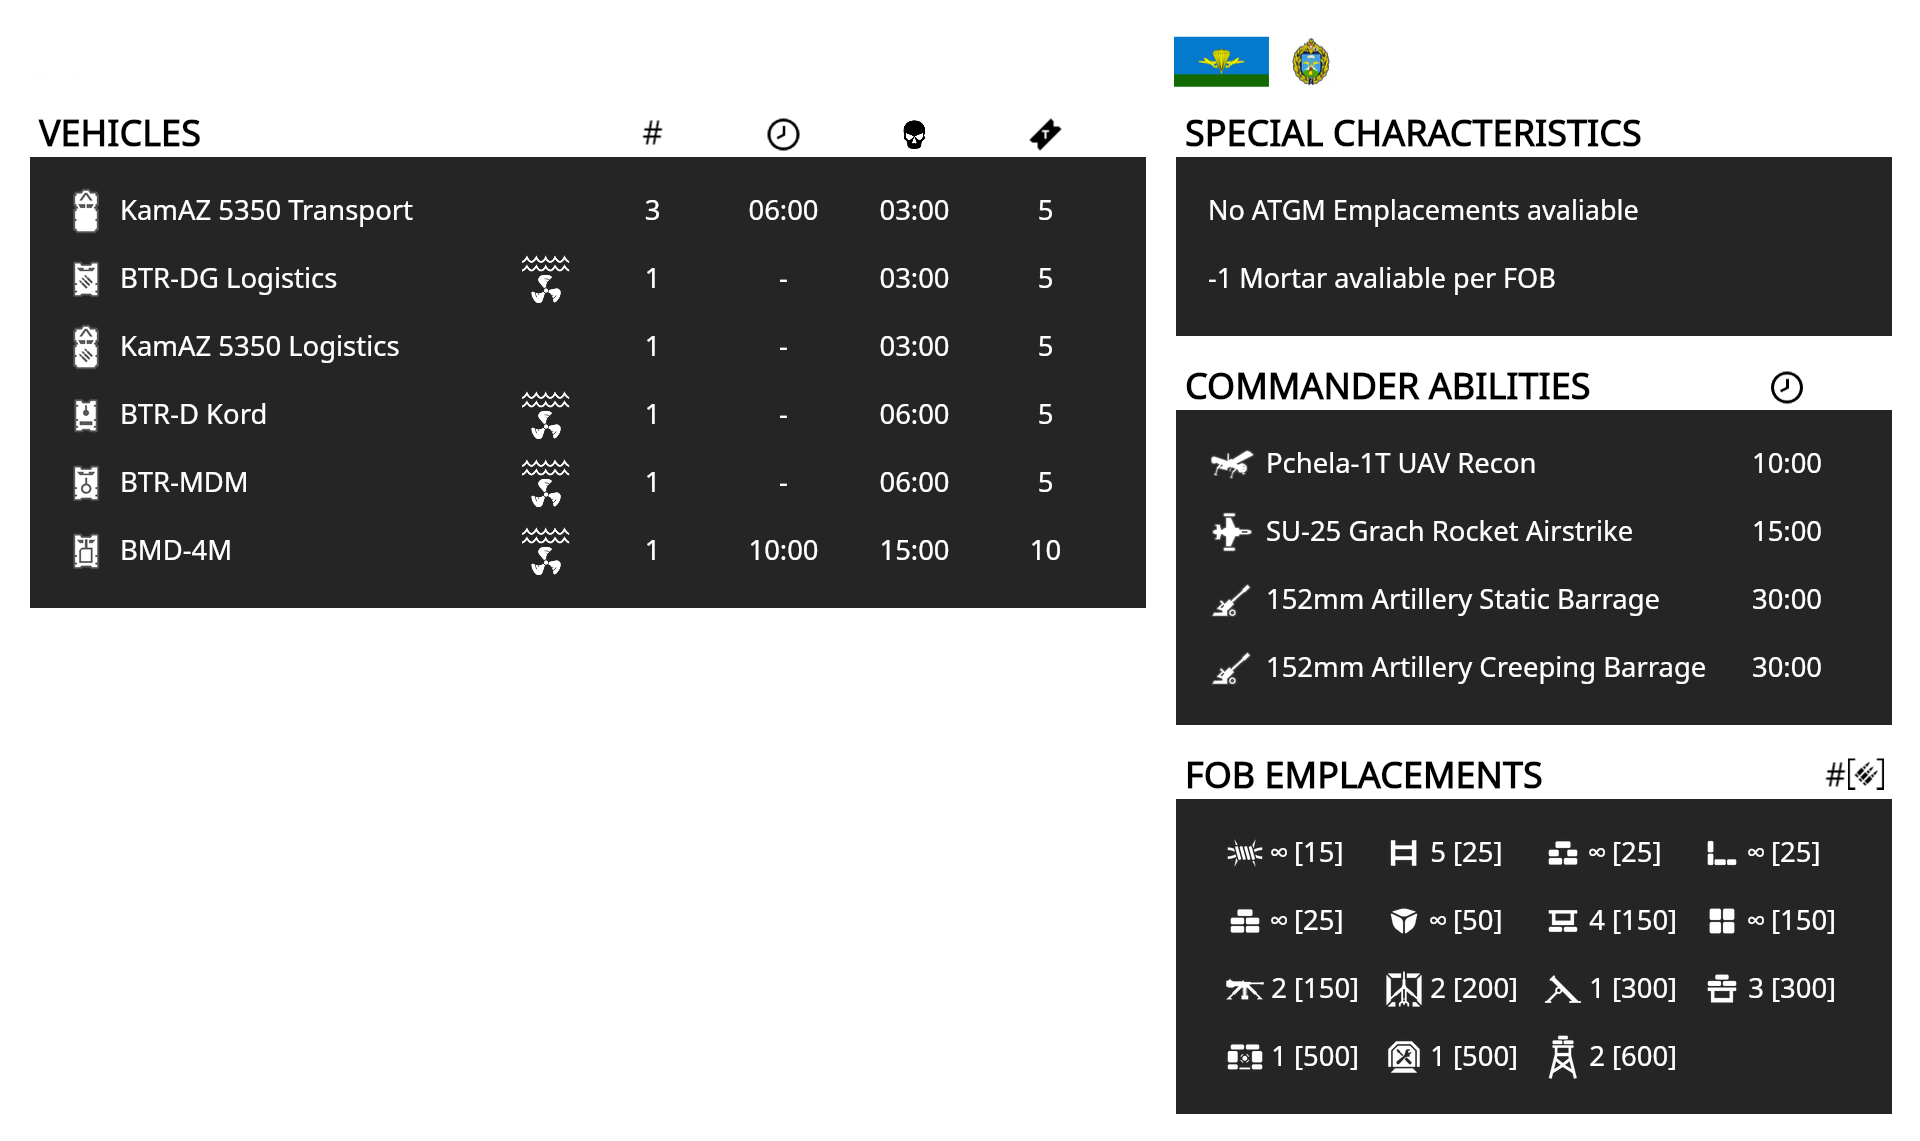 VEHICLES #
KamAZ 5350 Transport 3 06:00 03:00 5
BTR-DG Logistics 1 - 03:00 5
KamAZ 5350 Logistics 1 - 03:00 5
BTR-D Kord 1 - 06:00 5
BTR-MDM 1 - 06:00 5
BMD-4M 1 10:00 15:00 10
SPECIAL CHARACTERISTICS
No ATGM Emplacements avaliable
-1 Mortar avaliable per FOB
COMMANDER ABILITIES
Pchela-1T UAV Recon 10:00
SU-25 Grach Rocket Airstrike 15:00
152mm Artillery Static Barrage 30:00
152mm Artillery Creeping Barrage 30:00
FOB EMPLACEMENTS #[]
∞ [15] 5 [25] ∞ [25] ∞ [25]
∞ [25] ∞ [50] 4 [150] ∞ [150]
2 [150] 2 [200] 1 [300] 3 [300]
1 [500] 1 [500] 2 [600]